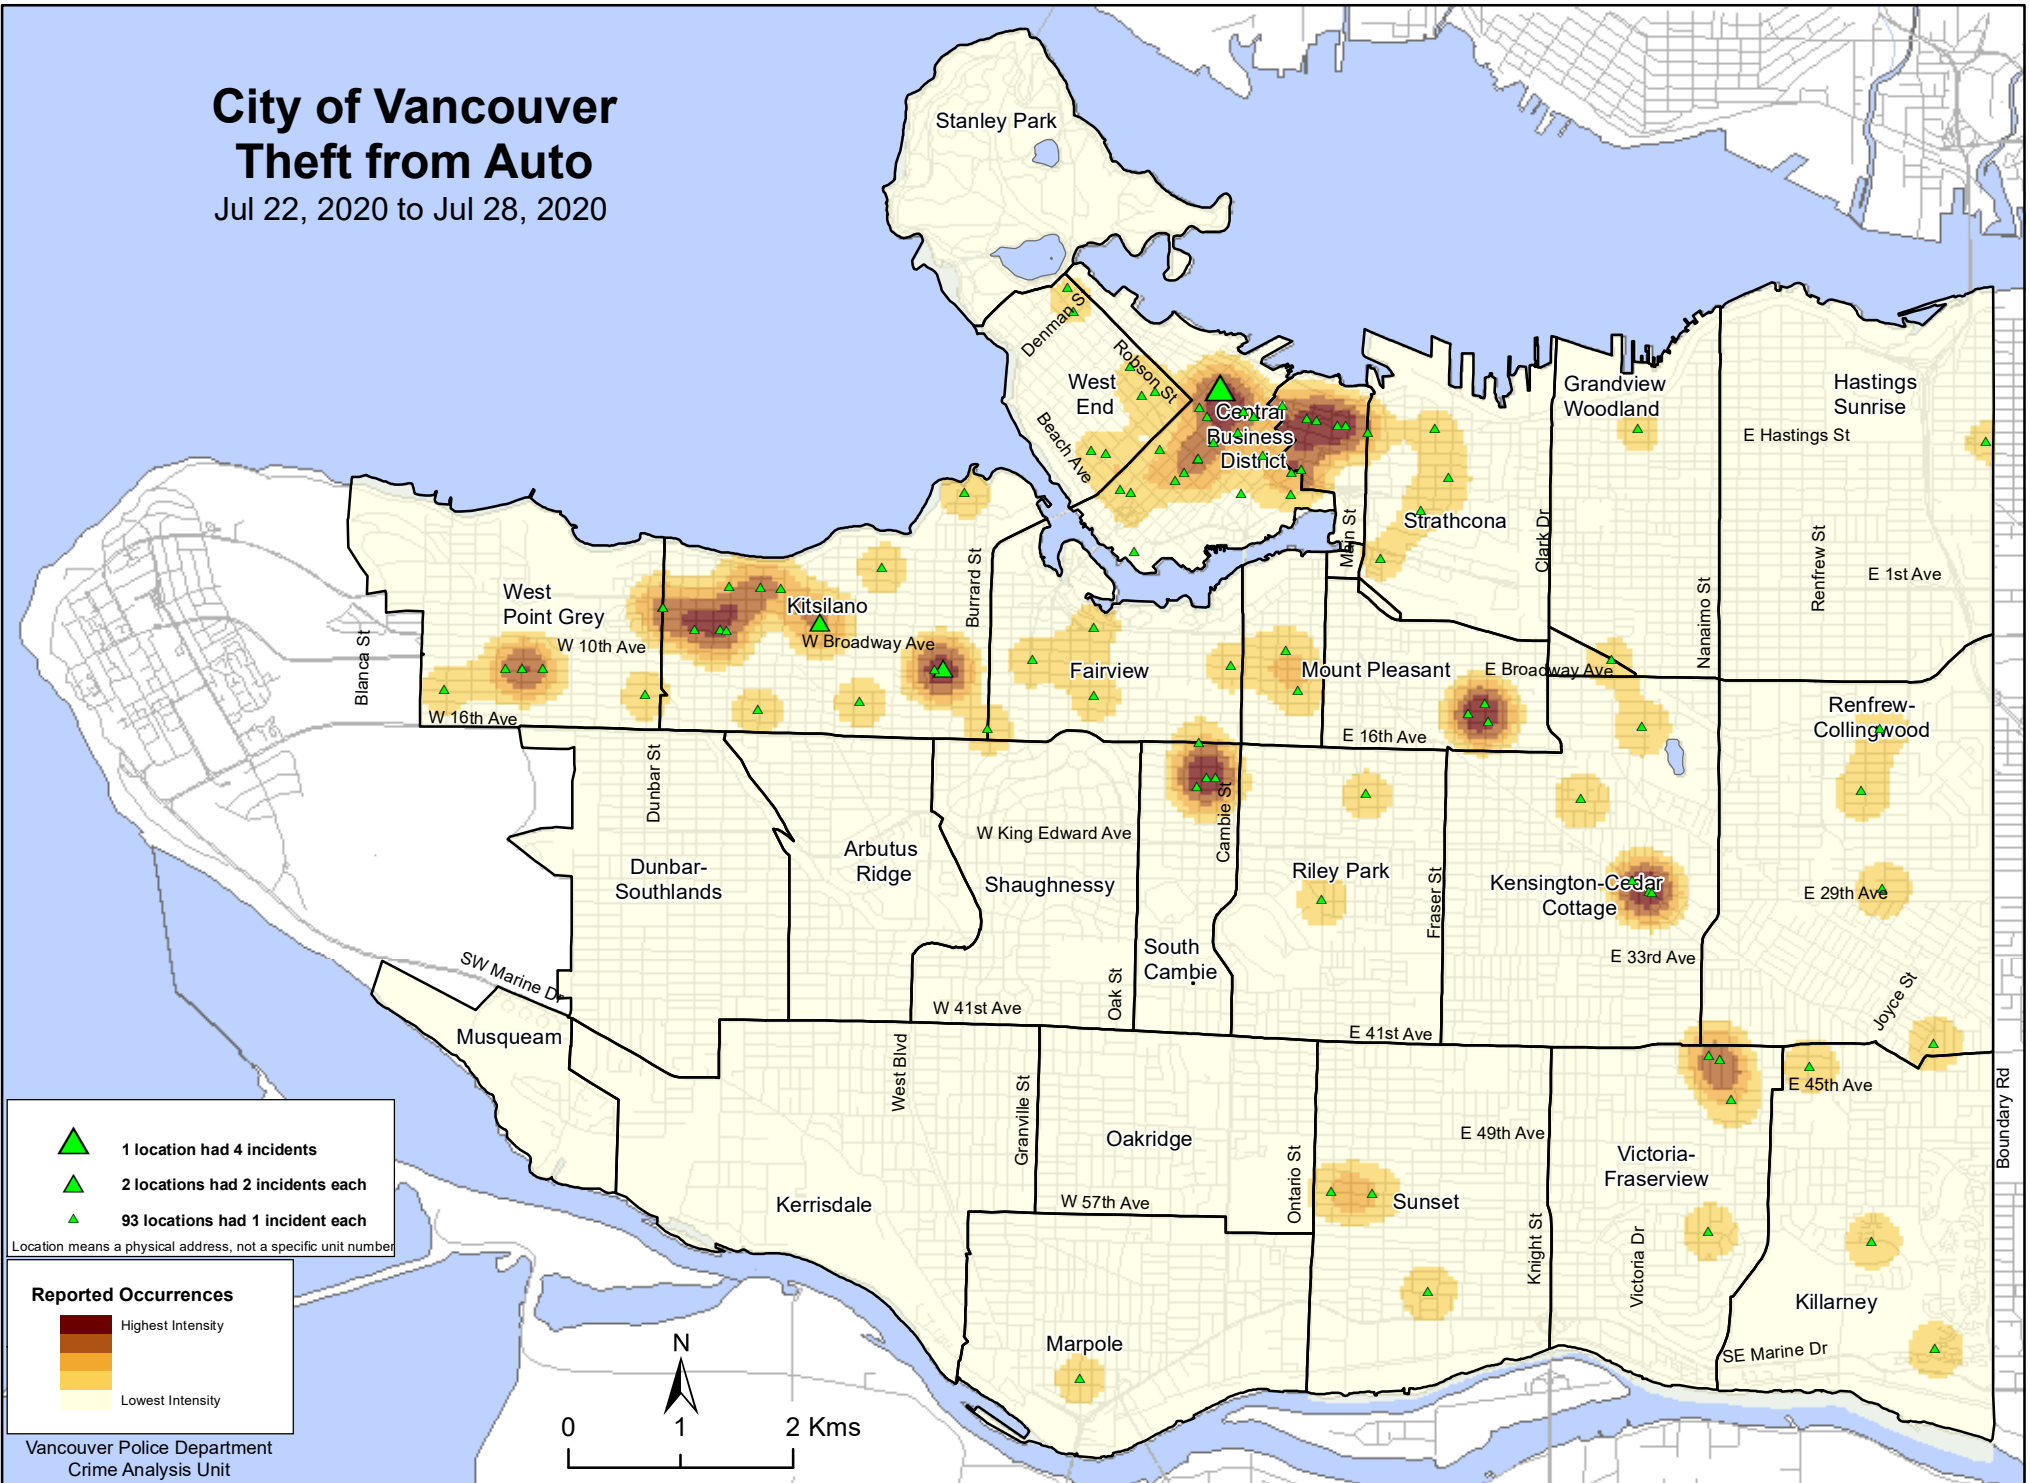 City of Vancouver
Theft from Auto
Jul 22, 2020 to Jul 28, 2020
Stanley Park
Denman St
Robson St
West
End
Beach Ave
Central
Business
District
Grandview
Woodland
Hastings
Sunrise
E Hastings St
Strathcona
Main St
Clark Dr
Nanaimo St
Renfrew St
E 1st Ave
West
Point Grey
Kitsilano
Burrard St
W 10th Ave
W Broadway Ave
Blanca St
W 16th Ave
Fairview
Mount Pleasant
E Broadway Ave
E 16th Ave
Renfrew-
Collingwood
Dunbar St
Cambie St
W King Edward Ave
Arbutus
Ridge
Dunbar-
Southlands
Shaughnessy
Riley Park
Fraser St
Kensington-Cedar
Cottage
E 29th Ave
South
Cambie
E 33rd Ave
SW Marine Dr
Oak St
W 41st Ave
E 41st Ave
Joyce St
Musqueam
West Blvd
Granville St
E 45th Ave
Boundary Rd
Oakridge
E 49th Ave
Ontario St
Victoria-
Fraserview
Kerrisdale
W 57th Ave
Sunset
Knight St
Victoria Dr
Killarney
Marpole
SE Marine Dr
1 location had 4 incidents
2 locations had 2 incidents each
93 locations had 1 incident each
Location means a physical address, not a specific unit number
Reported Occurrences
Highest Intensity
Lowest Intensity
Vancouver Police Department
Crime Analysis Unit
N
0 1 2 Kms